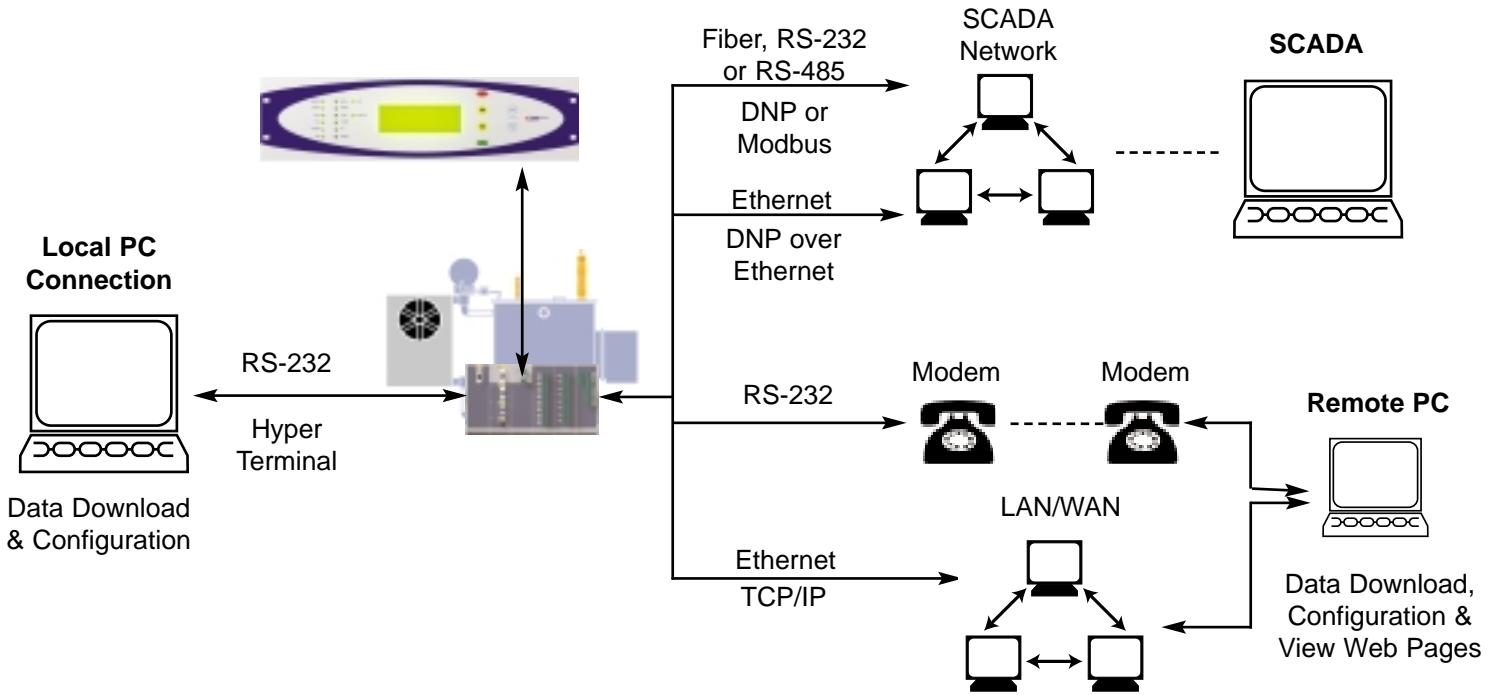 Fiber, RS-232
or RS-485
DNP or
Modbus
SCADA
Network
SCADA
Ethernet
DNP over
Ethernet
Local PC
Connection
RS-232
Hyper
Terminal
Data Download
& Configuration
RS-232
Modem
Modem
Remote PC
LAN/WAN
Ethernet
TCP/IP
Data Download,
Configuration &
View Web Pages